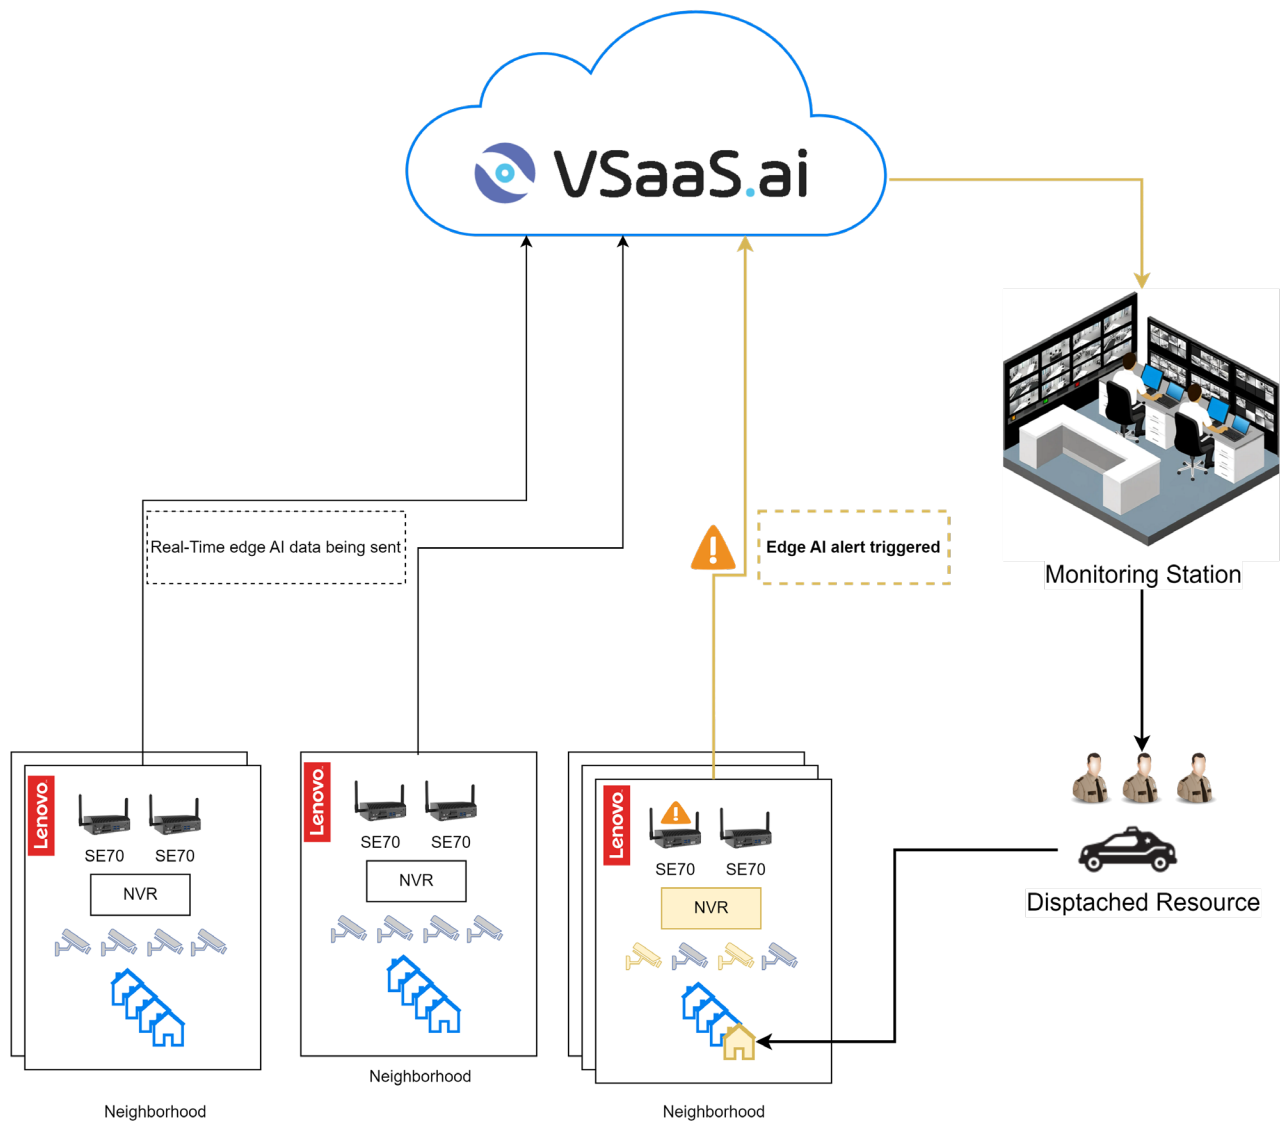 VSaaS.ai
Real-Time edge AI data being sent
Edge AI alert triggered
Monitoring Station
Lenovo.
SE70 SE70
NVR
Neighborhood
Lenovo.
SE70 SE70
NVR
Neighborhood
Lenovo.
SE70 SE70
NVR
Neighborhood
Disptached Resource